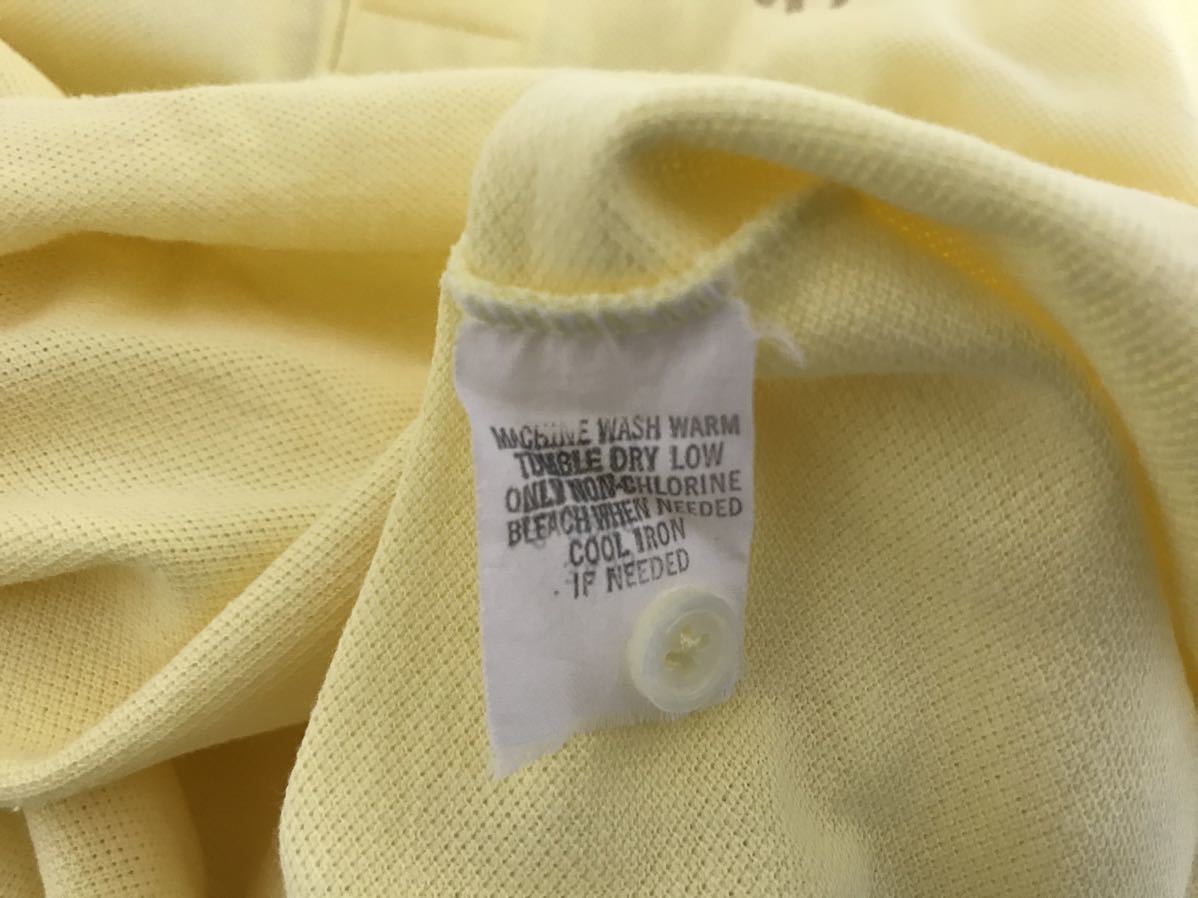 MACHINE WASH WARM
TUMBLE DRY LOW
ONLY NON-CHLORINE
BLEACH WHEN NEEDED
COOL IRON
IF NEEDED